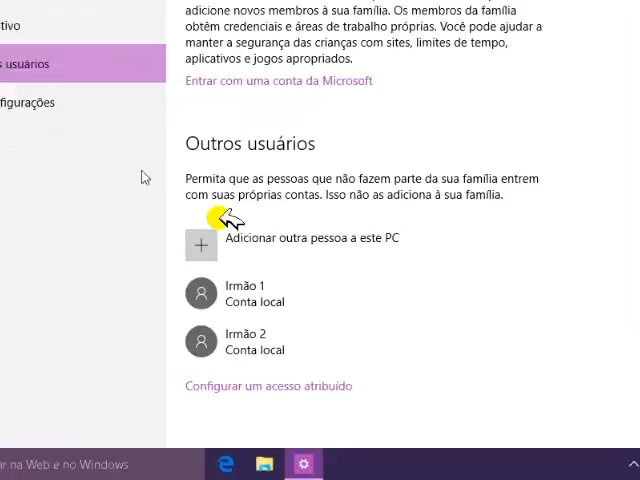 adicione novos membros à sua família. Os membros da família
obtêm credenciais e áreas de trabalho próprias. Você pode ajudar a
manter a segurança das crianças com sites, limites de tempo,
aplicativos e jogos apropriados.
Entrar com uma conta da Microsoft
tivo
s usuários
figurações
Outros usuários
Permita que as pessoas que não fazem parte da sua família entrem
com suas próprias contas. Isso não as adiciona à sua família.
Adicionar outra pessoa a este PC
Irmão 1
Conta local
Irmão 2
Conta local
Configurar um acesso atribuído
ar na Web e no Windows